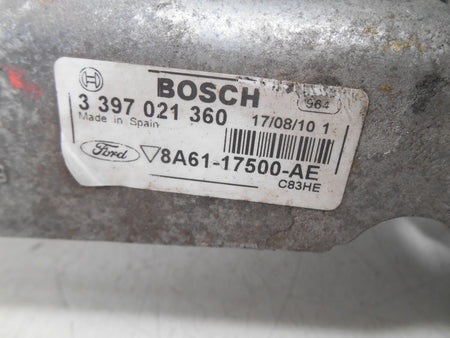 BOSCH
964
3 397 021 360
17/08/10 1
Made in Spain
Ford
8A61-17500-AE
C83HE